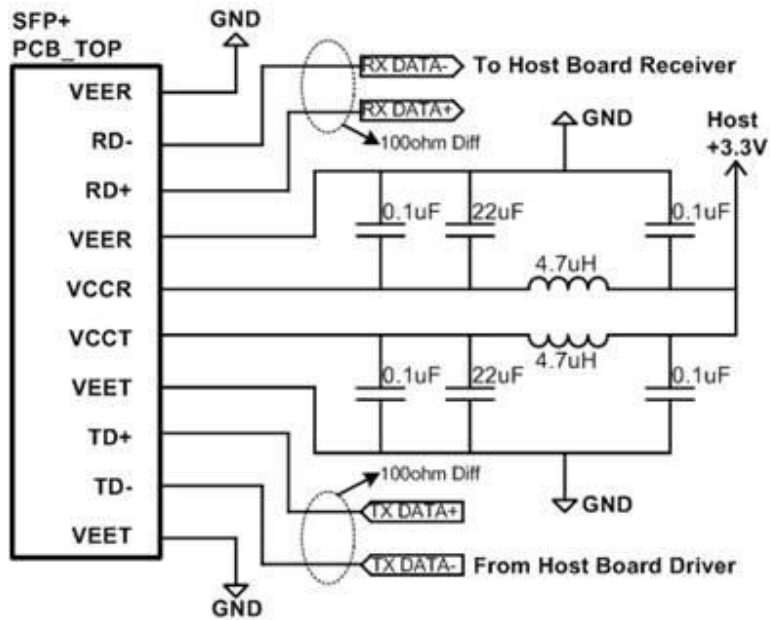 SFP+
PCB_TOP
GND
VEER
RD-
RD+
VEER
VCCR
VCCT
VEET
TD+
TD-
VEET
GND
RX DATA-
To Host Board Receiver
RX DATA+
100ohm Diff
GND
Host
+3.3V
0.1uF
22uF
0.1uF
4.7uH
4.7uH
0.1uF
22uF
0.1uF
100ohm Diff
GND
TX DATA+
TX DATA-
From Host Board Driver